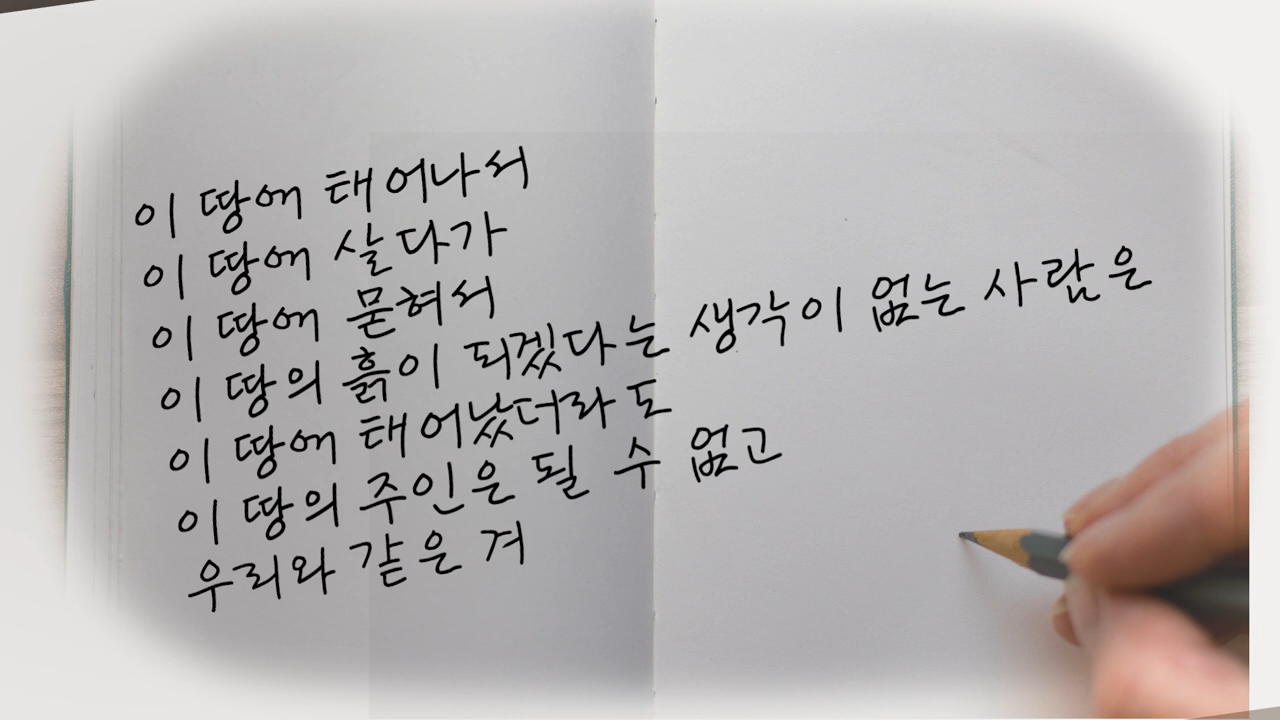 이 땅에 태어나서
이 땅에 살다가
이 땅에 묻혀서
이 땅의 흙이 되겠다는 생각이 없는 사람은
이 땅에 태어났더라도
이 땅의 주인은 될 수 없고
우리와 같은 겨